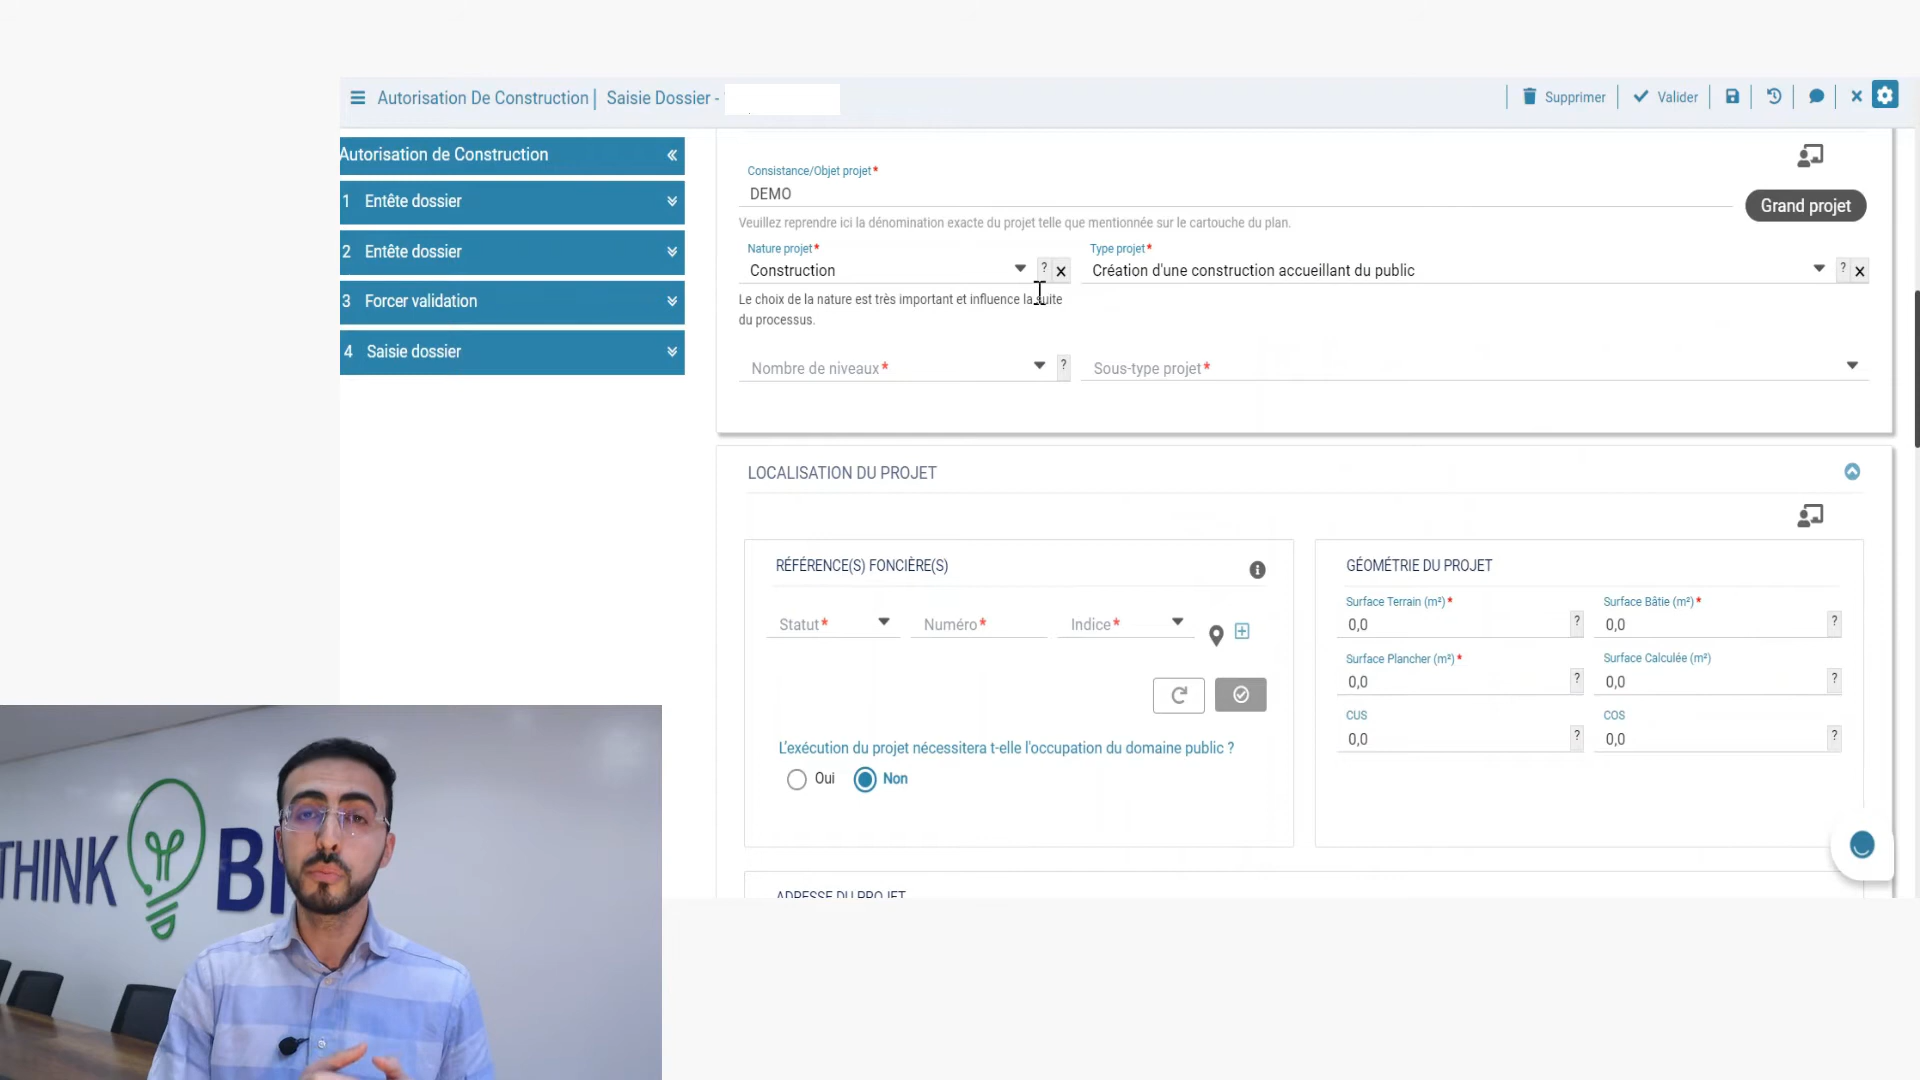 Autorisation De Construction | Saisie Dossier -
Supprimer
Valider
Autorisation de Construction
1 Entête dossier
2 Entête dossier
3 Forcer validation
4 Saisie dossier
Consistance/Objet projet*
DEMO
Grand projet
Veuillez reprendre ici la dénomination exacte du projet telle que mentionnée sur le cartouche du plan.
Nature projet* Type projet*
Construction ? Création d'une construction accueillant du public ?
Le choix de la nature est très important et influence la suite
du processus.
Nombre de niveaux* ? Sous-type projet*
LOCALISATION DU PROJET
RÉFÉRENCE(S) FONCIÈRE(S)
Statut* Numéro* Indice*
L'exécution du projet nécessitera t-elle l'occupation du domaine public ?
Oui Non
GÉOMÉTRIE DU PROJET
Surface Terrain (m²)* Surface Bâtie (m²)*
0,0 ? 0,0 ?
Surface Plancher (m²)* Surface Calculée (m²)
0,0 ? 0,0 ?
CUS COS
0,0 ? 0,0 ?
ADRESSE DU PROJET
THINK BI